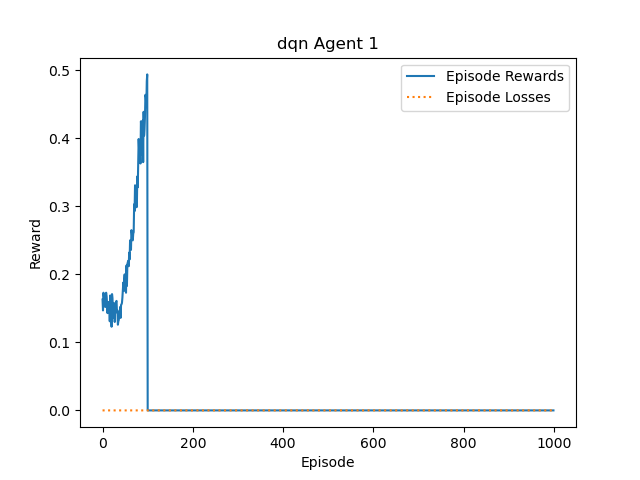 dqn Agent 1
Episode Rewards
Episode Losses
0.5
0.4
0.3
0.2
0.1
0.0
Reward
0 200 400 600 800 1000
Episode